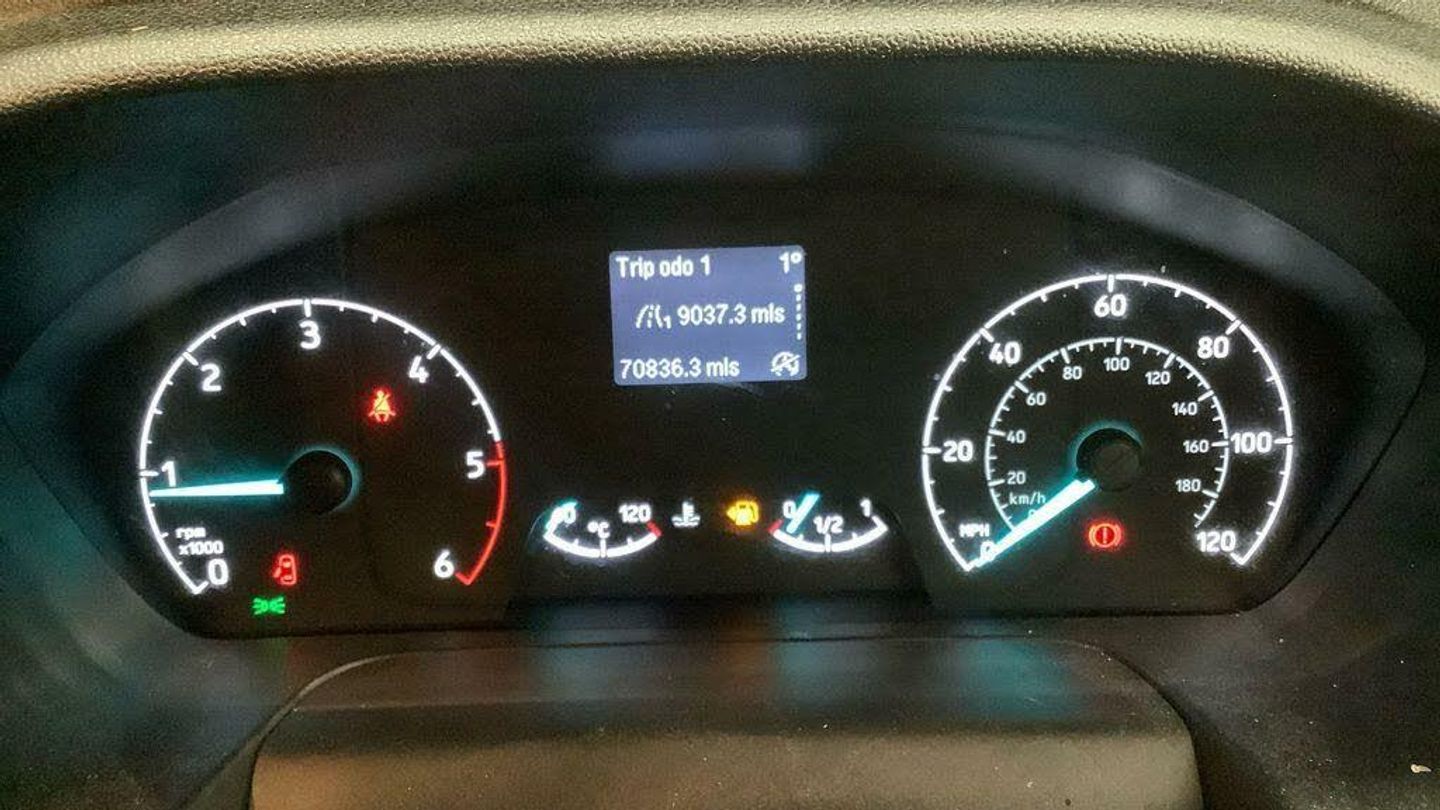 Trip odo 1 1°
1 9037.3 mls
70836.3 mls
0 1 2 3 4 5 6
rpm
x1000
120
°C
0 1/2 1
0 20 40 60 80 100 120
MPH
20 40 60 80 100 120 140 160 180
km/h